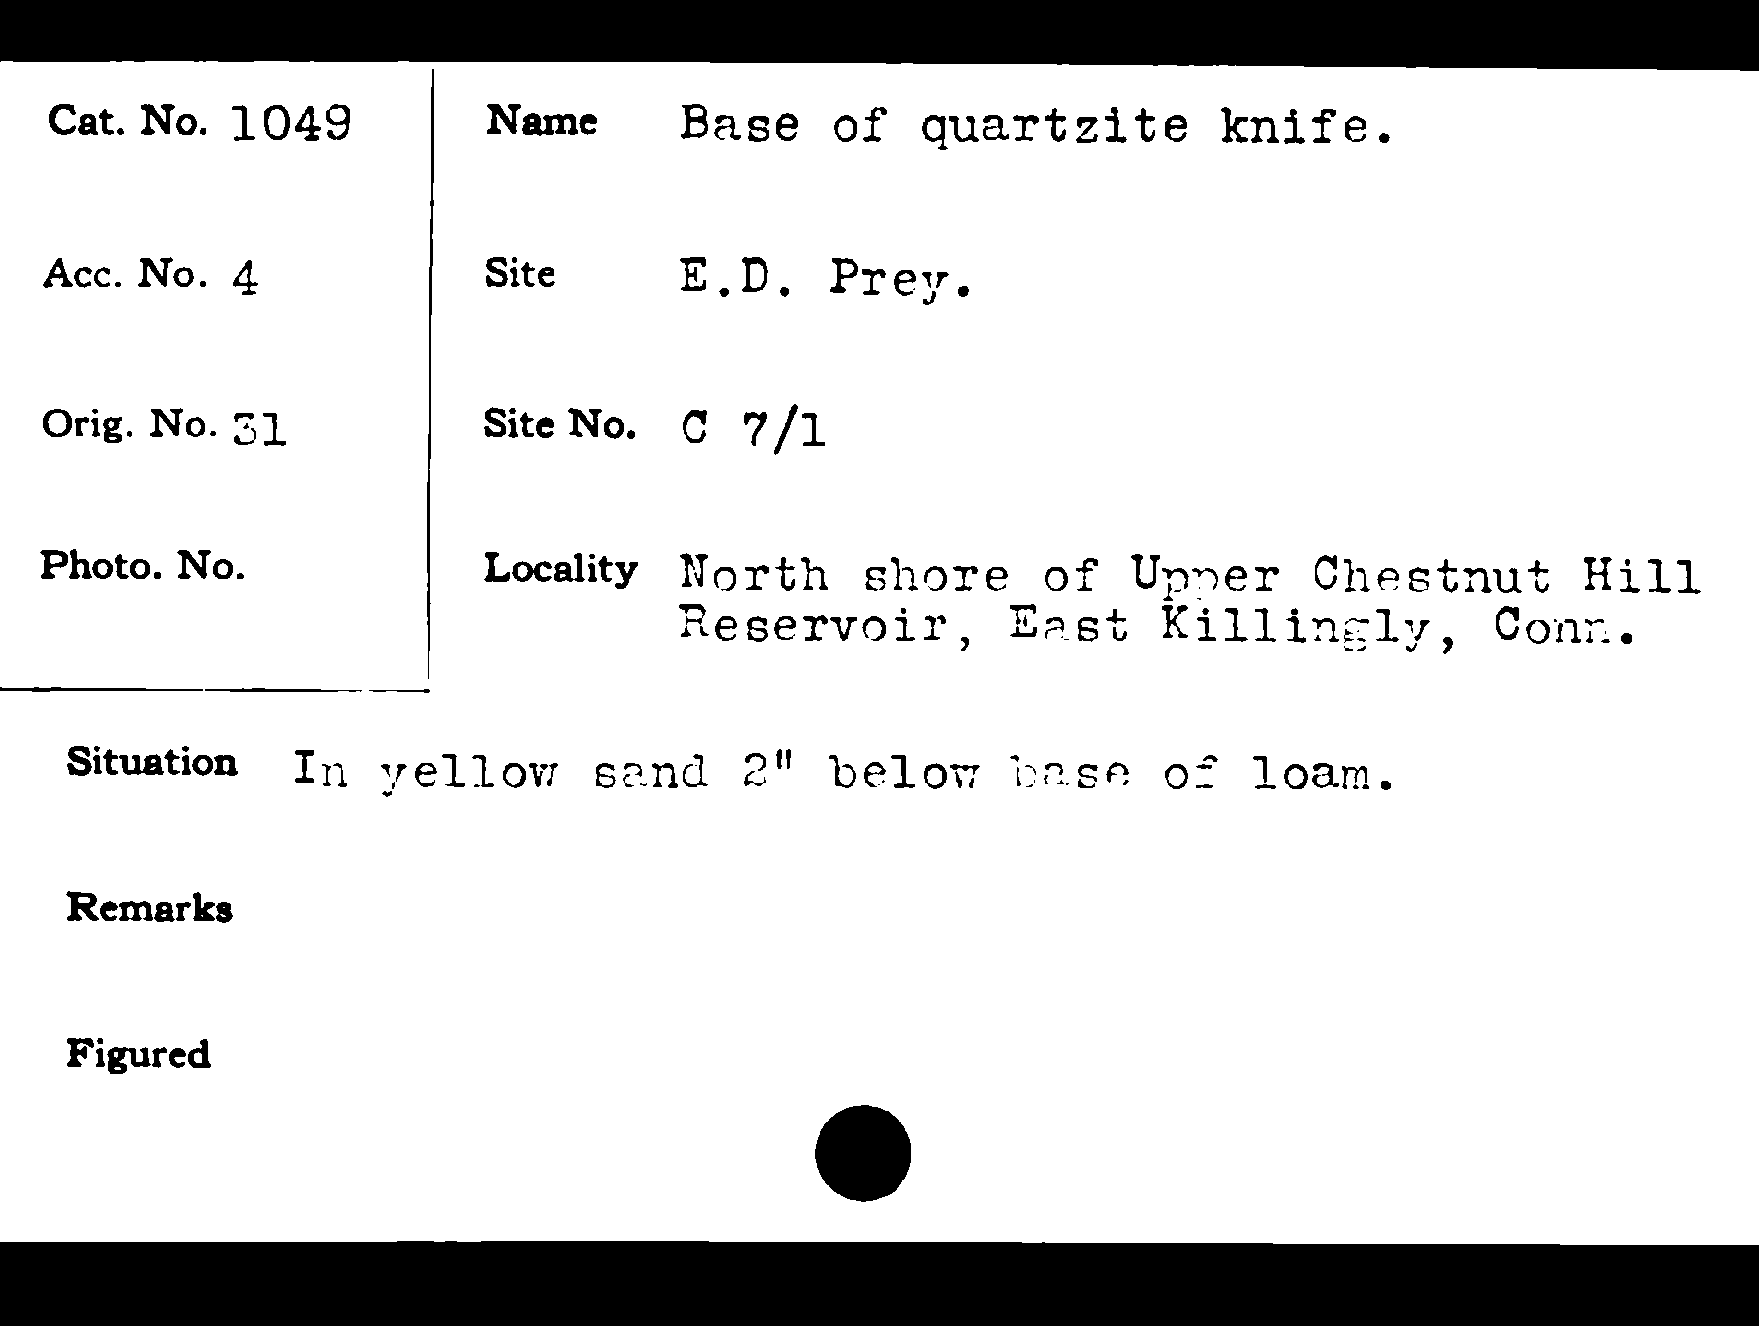 Cat. No. 1049
Name Base of quartzite knife.
Acc. No. 4
Site E.D. Prey.
Orig. No. 31
Site No. C 7/1
Photo. No.
Locality North shore of Upper Chestnut Hill
Reservoir, East Killingly, Conn.
Situation In yellow sand 2" below base of loam.
Remarks
Figured